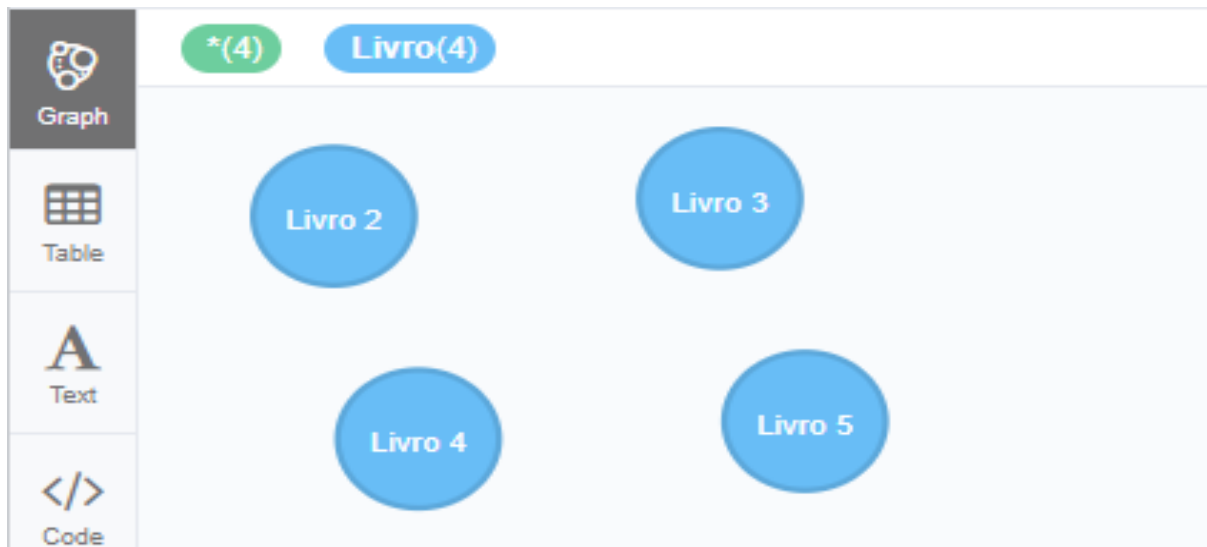 *(4) Livro(4)
Graph
Livro 2
Livro 3
Table
A
Text
Livro 4
Livro 5
</>
Code